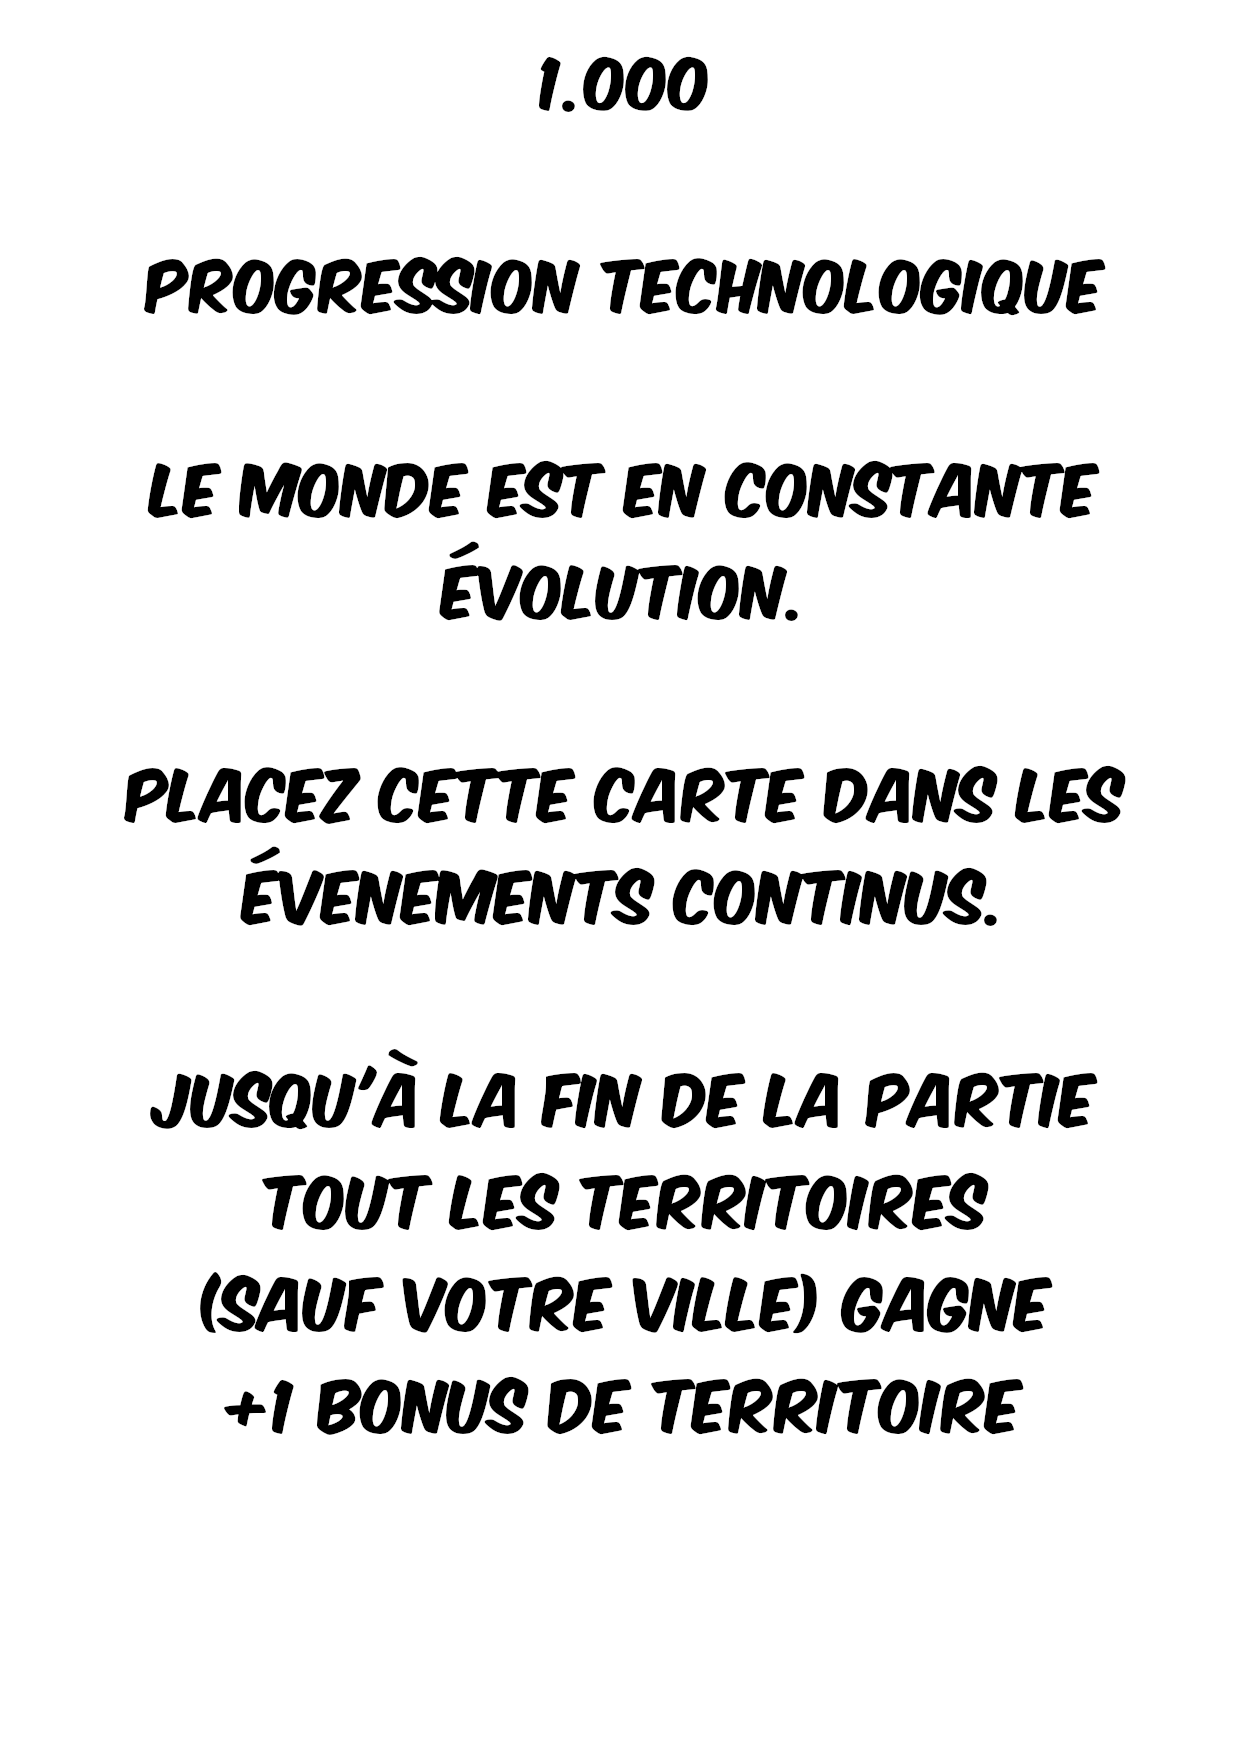 1.000
PROGRESSION TECHNOLOGIQUE
LE MONDE EST EN CONSTANTE
ÉVOLUTION.
PLACEZ CETTE CARTE DANS LES
ÉVENEMENTS CONTINUS.
JUSQU'À LA FIN DE LA PARTIE
TOUT LES TERRITOIRES
(SAUF VOTRE VILLE) GAGNE
+1 BONUS DE TERRITOIRE